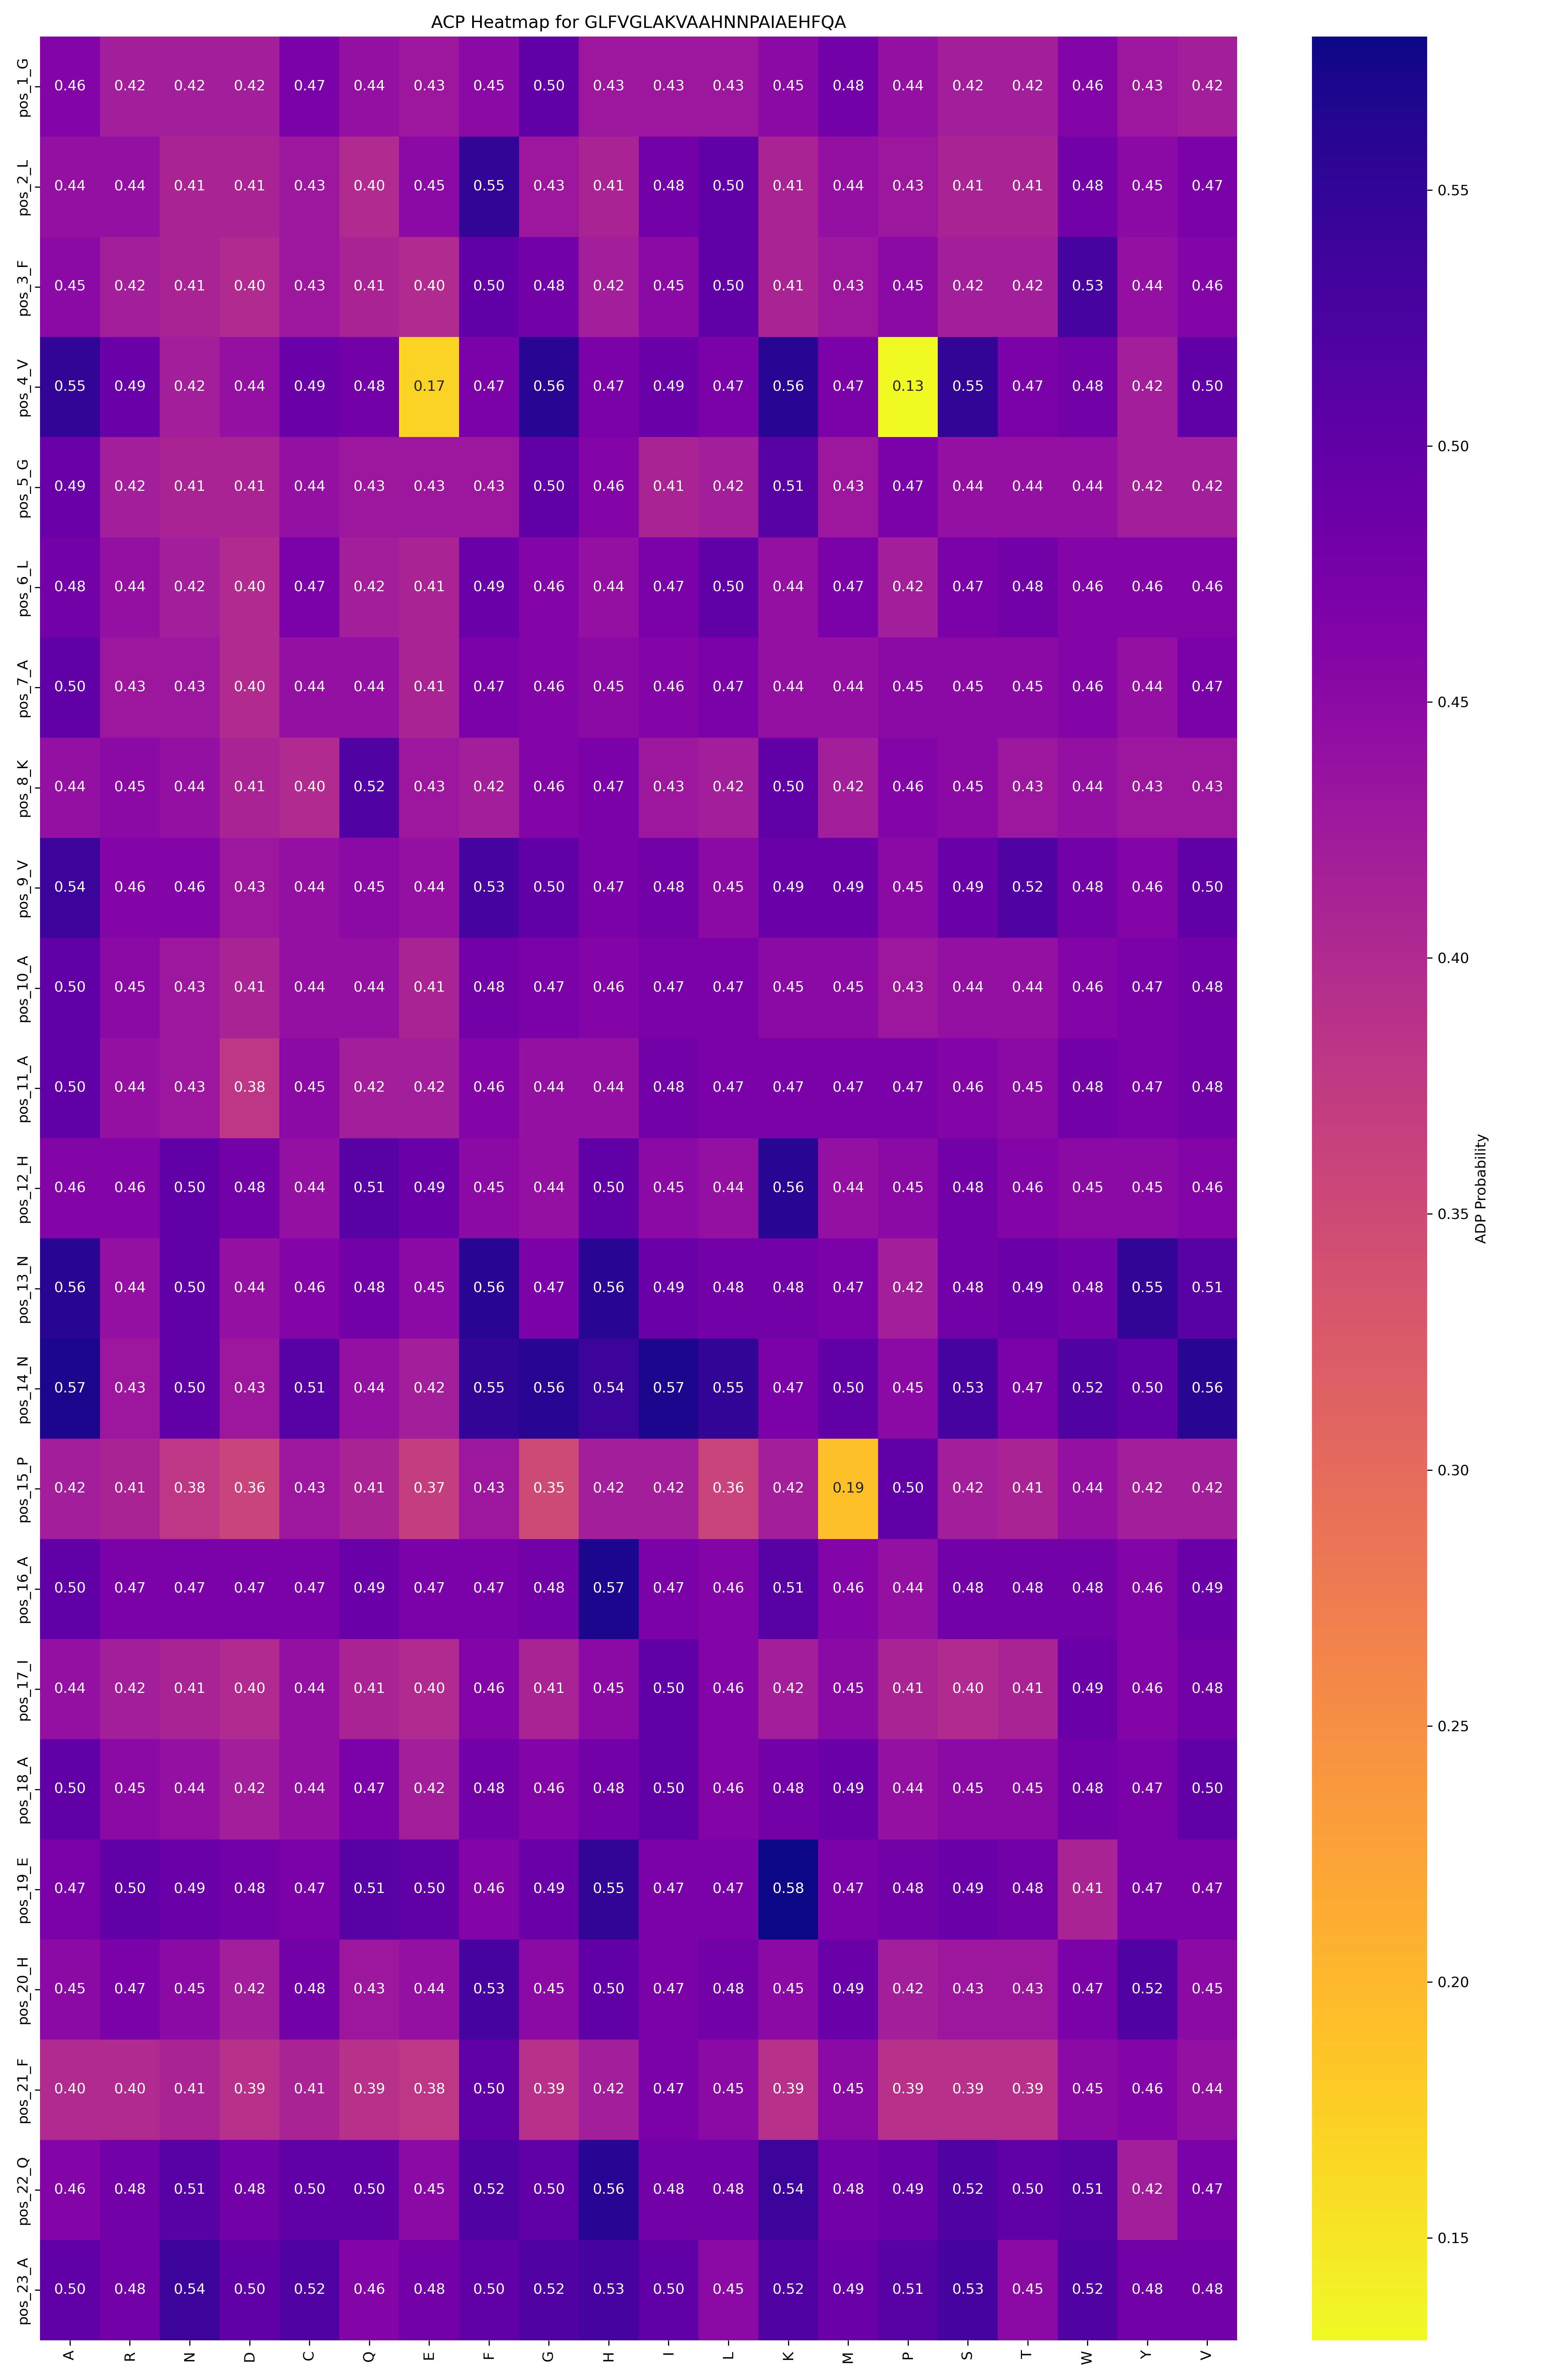 ACP Heatmap for GLFVGLAKVAAHNNPAIAEHFQA
pos_1_G 0.46 0.42 0.42 0.42 0.47 0.44 0.43 0.45 0.50 0.43 0.43 0.43 0.45 0.48 0.44 0.42 0.42 0.46 0.43 0.42
pos_2_L 0.44 0.44 0.41 0.41 0.43 0.40 0.45 0.55 0.43 0.41 0.48 0.50 0.41 0.44 0.43 0.41 0.41 0.48 0.45 0.47
pos_3_F 0.45 0.42 0.41 0.40 0.43 0.41 0.40 0.50 0.48 0.42 0.45 0.50 0.41 0.43 0.45 0.42 0.42 0.53 0.44 0.46
pos_4_V 0.55 0.49 0.42 0.44 0.49 0.48 0.17 0.47 0.56 0.47 0.49 0.47 0.56 0.47 0.13 0.55 0.47 0.48 0.42 0.50
pos_5_G 0.49 0.42 0.41 0.41 0.44 0.43 0.43 0.43 0.50 0.46 0.41 0.42 0.51 0.43 0.47 0.44 0.44 0.44 0.42 0.42
pos_6_L 0.48 0.44 0.42 0.40 0.47 0.42 0.41 0.49 0.46 0.44 0.47 0.50 0.44 0.47 0.42 0.47 0.48 0.46 0.46 0.46
pos_7_A 0.50 0.43 0.43 0.40 0.44 0.44 0.41 0.47 0.46 0.45 0.46 0.47 0.44 0.44 0.45 0.45 0.45 0.46 0.44 0.47
pos_8_K 0.44 0.45 0.44 0.41 0.40 0.52 0.43 0.42 0.46 0.47 0.43 0.42 0.50 0.42 0.46 0.45 0.43 0.44 0.43 0.43
pos_9_V 0.54 0.46 0.46 0.43 0.44 0.45 0.44 0.53 0.50 0.47 0.48 0.45 0.49 0.49 0.45 0.49 0.52 0.48 0.46 0.50
pos_10_A 0.50 0.45 0.43 0.41 0.44 0.44 0.41 0.48 0.47 0.46 0.47 0.47 0.45 0.45 0.43 0.44 0.44 0.46 0.47 0.48
pos_11_A 0.50 0.44 0.43 0.38 0.45 0.42 0.42 0.46 0.44 0.44 0.48 0.47 0.47 0.47 0.47 0.46 0.45 0.48 0.47 0.48
pos_12_H 0.46 0.46 0.50 0.48 0.44 0.51 0.49 0.45 0.44 0.50 0.45 0.44 0.56 0.44 0.45 0.48 0.46 0.45 0.45 0.46
pos_13_N 0.56 0.44 0.50 0.44 0.46 0.48 0.45 0.56 0.47 0.56 0.49 0.48 0.48 0.47 0.42 0.48 0.49 0.48 0.55 0.51
pos_14_N 0.57 0.43 0.50 0.43 0.51 0.44 0.42 0.55 0.56 0.54 0.57 0.55 0.47 0.50 0.45 0.53 0.47 0.52 0.50 0.56
pos_15_P 0.42 0.41 0.38 0.36 0.43 0.41 0.37 0.43 0.35 0.42 0.42 0.36 0.42 0.19 0.50 0.42 0.41 0.44 0.42 0.42
pos_16_A 0.50 0.47 0.47 0.47 0.47 0.49 0.47 0.47 0.48 0.57 0.47 0.46 0.51 0.46 0.44 0.48 0.48 0.48 0.46 0.49
pos_17_I 0.44 0.42 0.41 0.40 0.44 0.41 0.40 0.46 0.41 0.45 0.50 0.46 0.42 0.45 0.41 0.40 0.41 0.49 0.46 0.48
pos_18_A 0.50 0.45 0.44 0.42 0.44 0.47 0.42 0.48 0.46 0.48 0.50 0.46 0.48 0.49 0.44 0.45 0.45 0.48 0.47 0.50
pos_19_E 0.47 0.50 0.49 0.48 0.47 0.51 0.50 0.46 0.49 0.55 0.47 0.47 0.58 0.47 0.48 0.49 0.48 0.41 0.47 0.47
pos_20_H 0.45 0.47 0.45 0.42 0.48 0.43 0.44 0.53 0.45 0.50 0.47 0.48 0.45 0.49 0.42 0.43 0.43 0.47 0.52 0.45
pos_21_F 0.40 0.40 0.41 0.39 0.41 0.39 0.38 0.50 0.39 0.42 0.47 0.45 0.39 0.45 0.39 0.39 0.39 0.45 0.46 0.44
pos_22_Q 0.46 0.48 0.51 0.48 0.50 0.50 0.45 0.52 0.50 0.56 0.48 0.48 0.54 0.48 0.49 0.52 0.50 0.51 0.42 0.47
pos_23_A 0.50 0.48 0.54 0.50 0.52 0.46 0.48 0.50 0.52 0.53 0.50 0.45 0.52 0.49 0.51 0.53 0.45 0.52 0.48 0.48
A R N D C Q E F G H I L K M P S T W Y V
0.55
0.50
0.45
0.40
0.35
0.30
0.25
0.20
0.15
ADP Probability